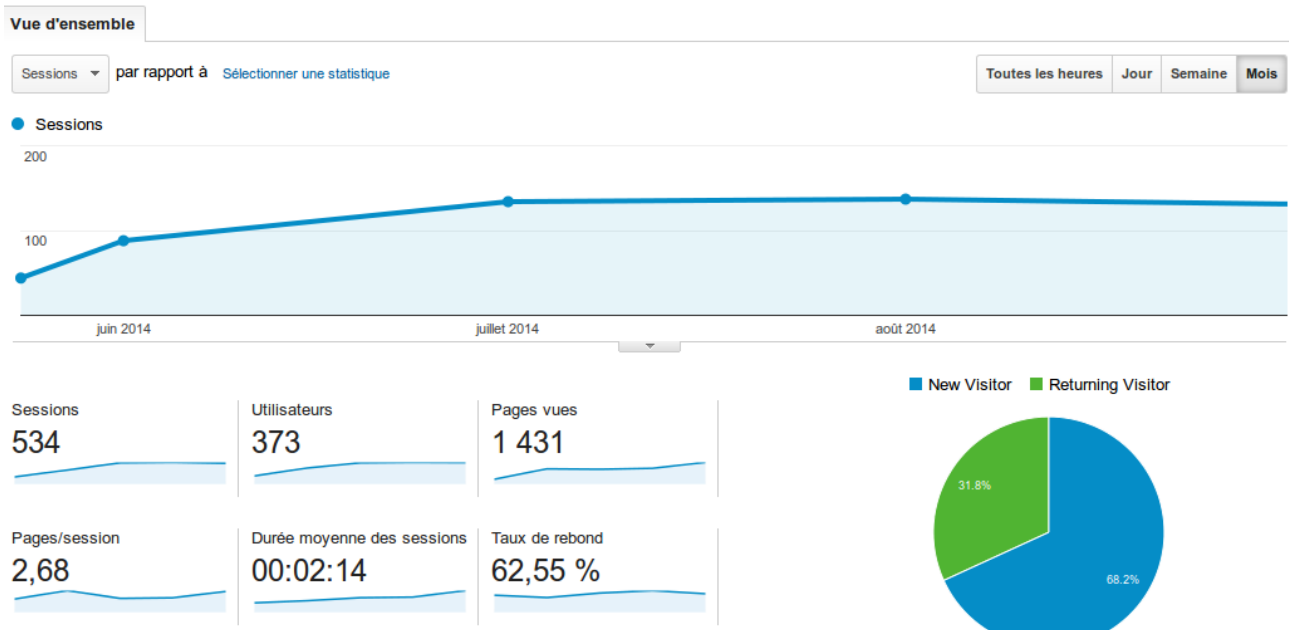 Vue d'ensemble
Sessions par rapport à Sélectionner une statistique Toutes les heures Jour Semaine Mois
Sessions
200
100
juin 2014 juillet 2014 août 2014
New Visitor Returning Visitor
Sessions Utilisateurs Pages vues
534 373 1 431
31.8%
Pages/session Durée moyenne des sessions Taux de rebond
2,68 00:02:14 62,55 %
68.2%